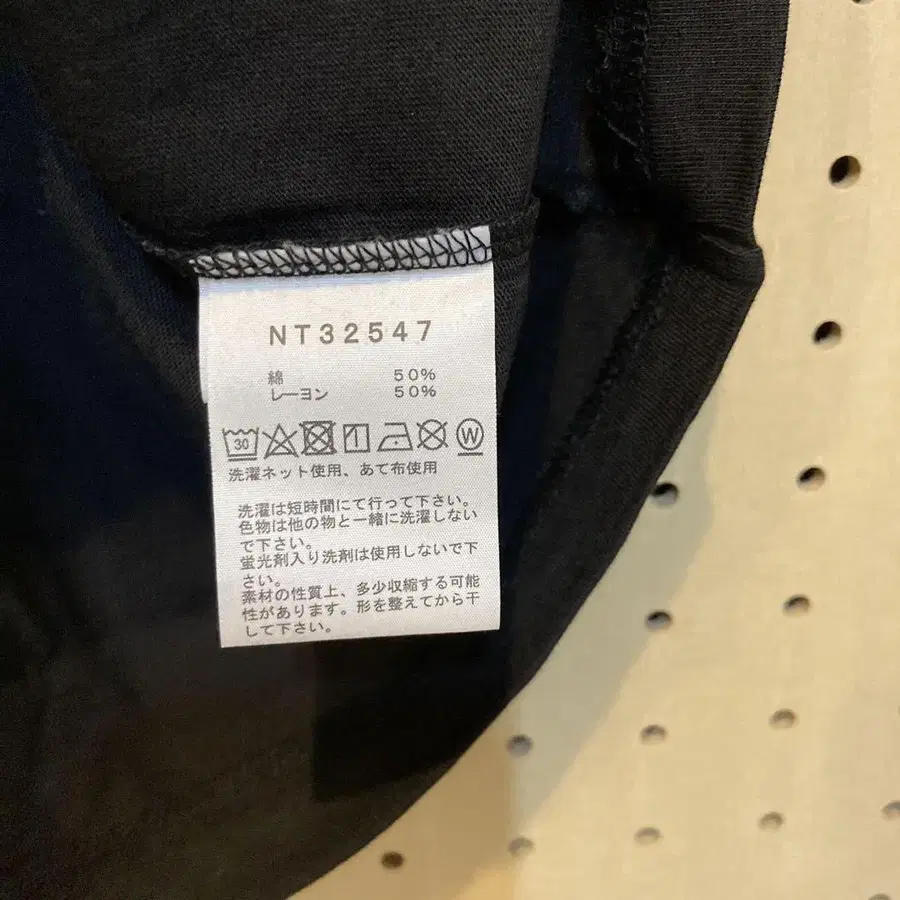 NT32547
綿 50%
レーヨン 50%
30 W
洗濯ネット使用、あて布使用
洗濯は短時間にて行って下さい。
色物は他の物と一緒に洗濯しない
で下さい。
蛍光剤入り洗剤は使用しないで下
さい。
素材の性質上、多少収縮する可能
性があります。形を整えてから干
して下さい。